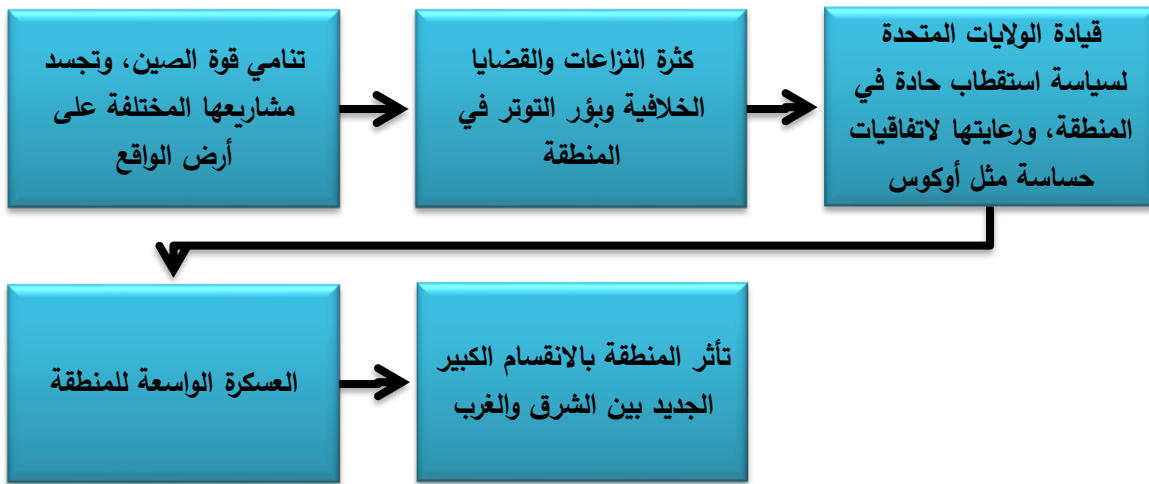 تنامي قوة الصين، وتجسد
مشاريعها المختلفة على
أرض الواقع
كثرة النزاعات والقضايا
الخلافية وبؤر التوتر في
المنطقة
قيادة الولايات المتحدة
لسياسة استقطاب حادة في
المنطقة، ورعايتها لاتفاقيات
حساسة مثل أوكوس
العسكرة الواسعة للمنطقة
تأثر المنطقة بالانقسام الكبير
الجديد بين الشرق والغرب